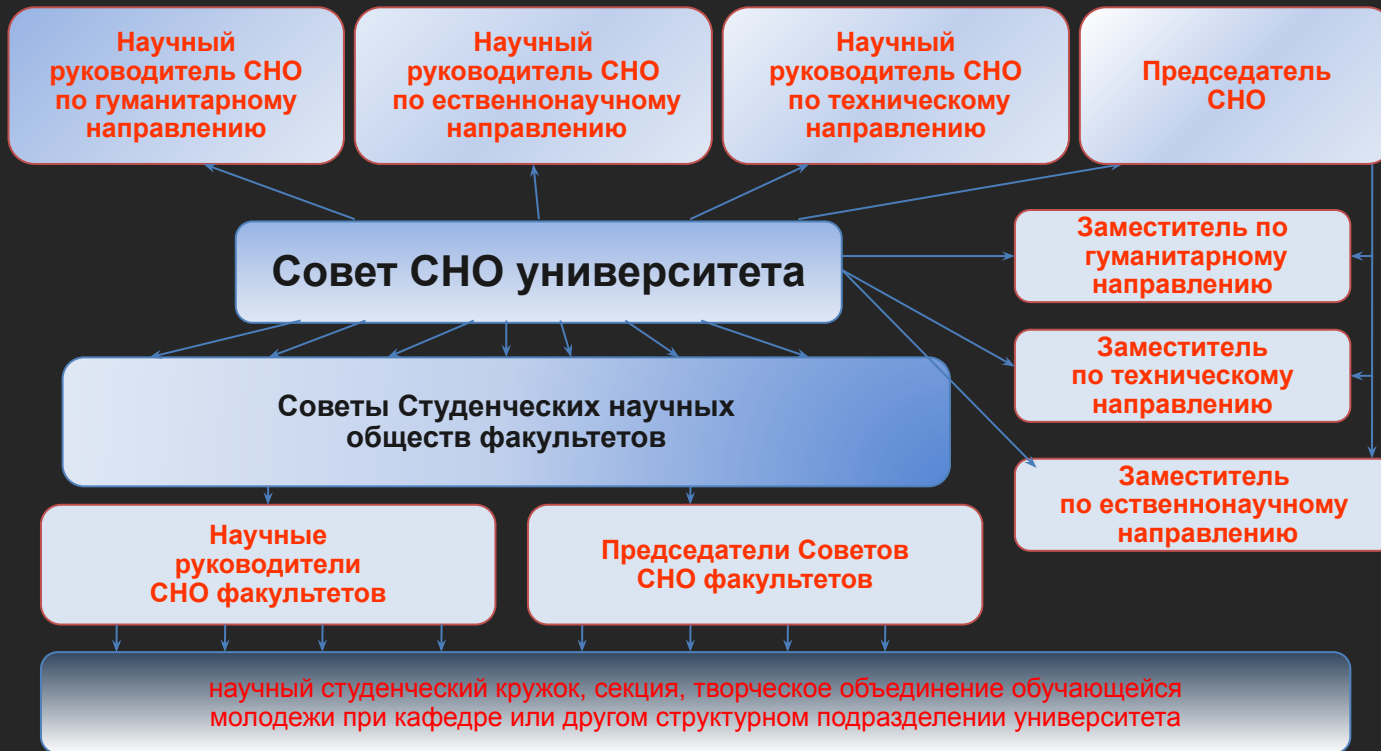 Научный
руководитель СНО
по гуманитарному
направлению
Научный
руководитель СНО
по ественнонаучному
направлению
Научный
руководитель СНО
по техническому
направлению
Председатель
СНО
Совет СНО университета
Заместитель по
гуманитарному
направлению
Заместитель
по техническому
направлению
Заместитель
по ественнонаучному
направлению
Советы Студенческих научных
обществ факультетов
Научные
руководители
СНО факультетов
Председатели Советов
СНО факультетов
научный студенческий кружок, секция, творческое объединение обучающейся
молодежи при кафедре или другом структурном подразделении университета